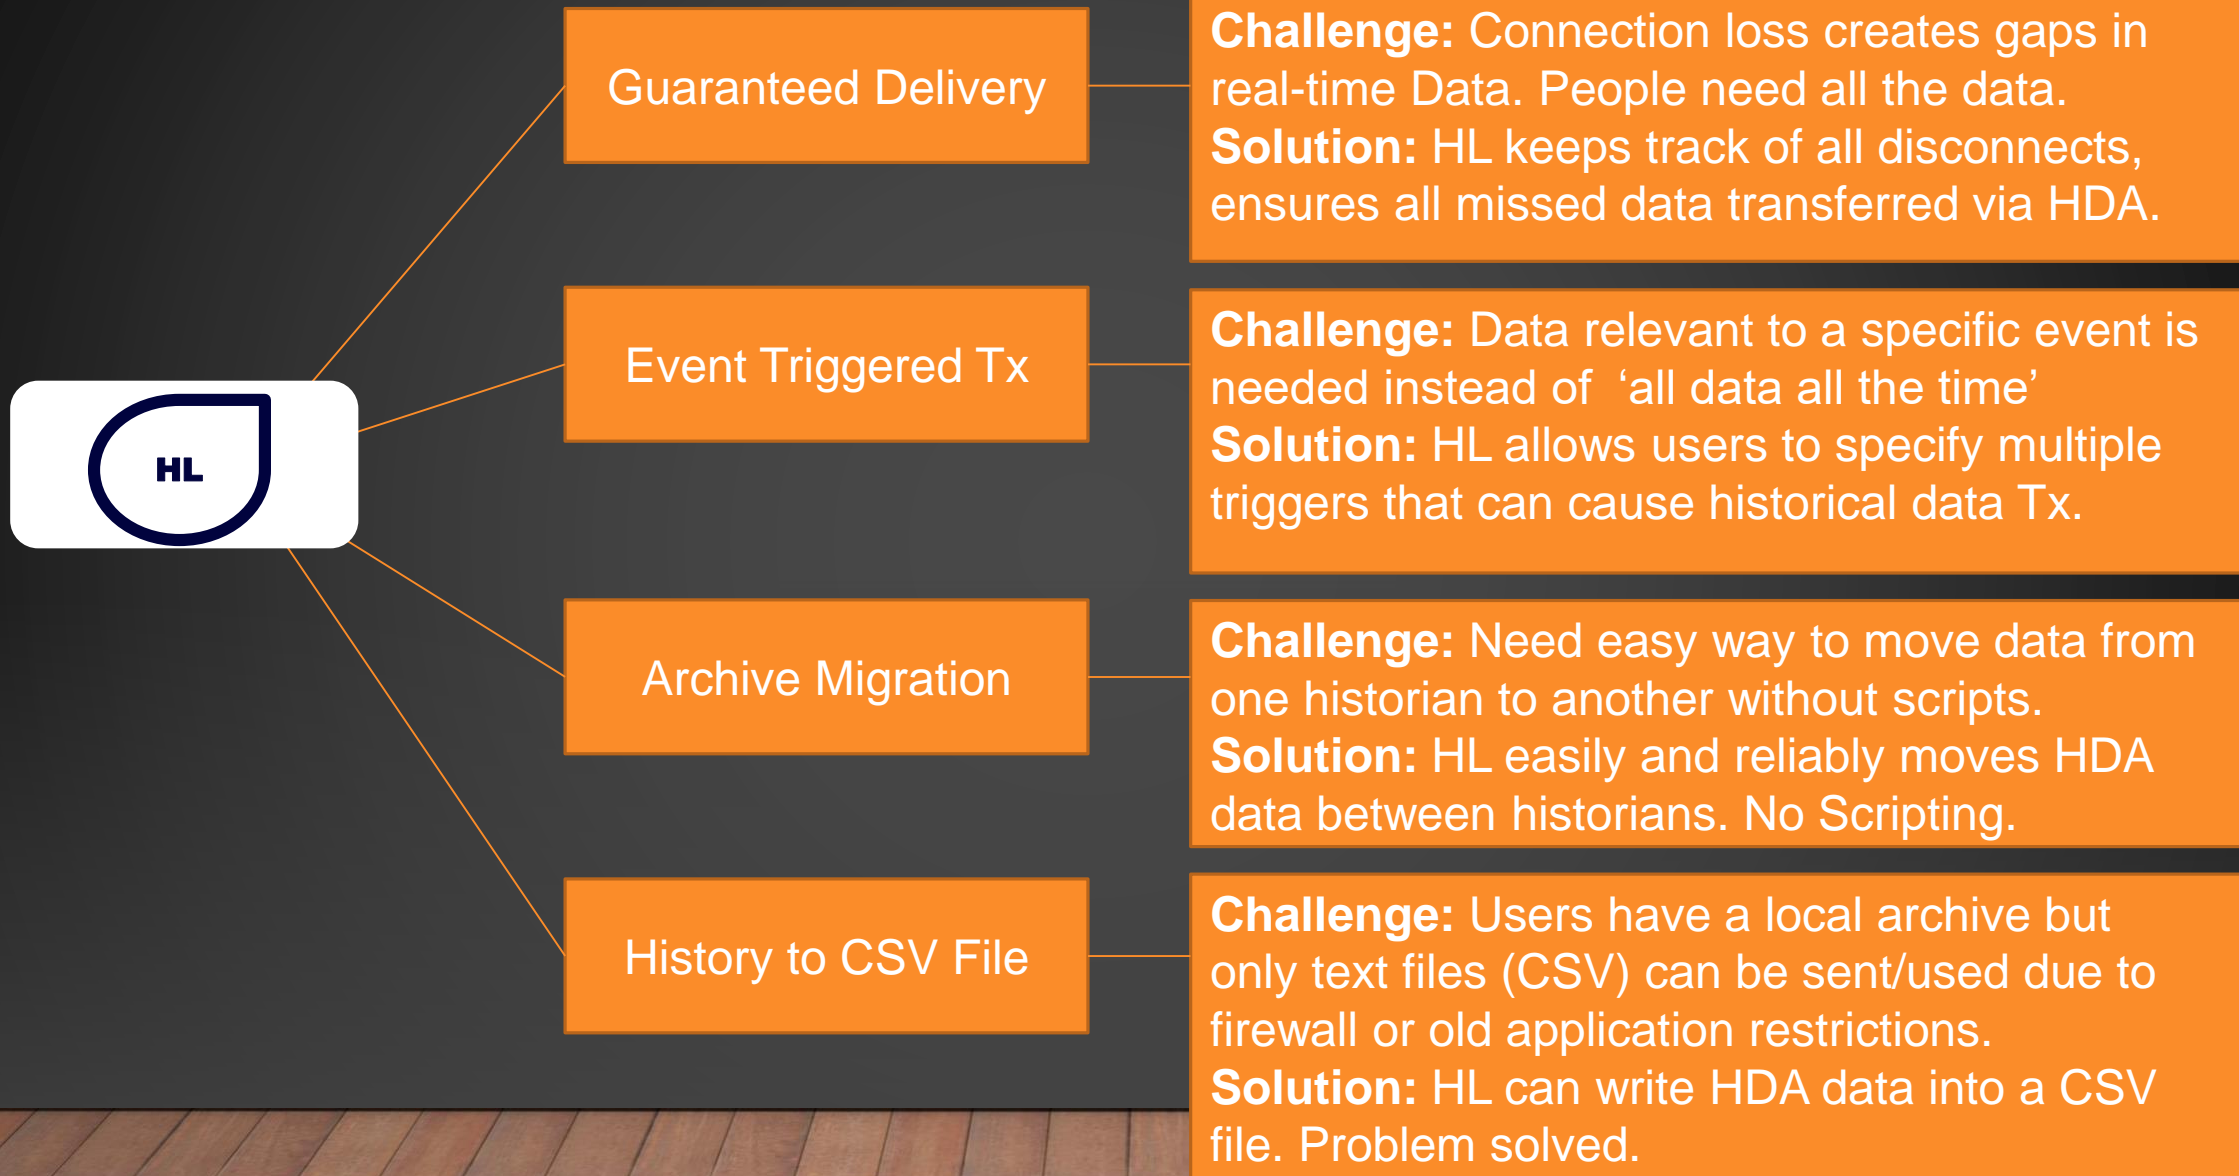 HL
Guaranteed Delivery
Challenge: Connection loss creates gaps in
real-time Data. People need all the data.
Solution: HL keeps track of all disconnects,
ensures all missed data transferred via HDA.
Event Triggered Tx
Challenge: Data relevant to a specific event is
needed instead of  ‘all data all the time’
Solution: HL allows users to specify multiple
triggers that can cause historical data Tx.
Archive Migration
Challenge: Need easy way to move data from
one historian to another without scripts.
Solution: HL easily and reliably moves HDA
data between historians. No Scripting.
History to CSV File
Challenge: Users have a local archive but
only text files (CSV) can be sent/used due to
firewall or old application restrictions.
Solution: HL can write HDA data into a CSV
file. Problem solved.